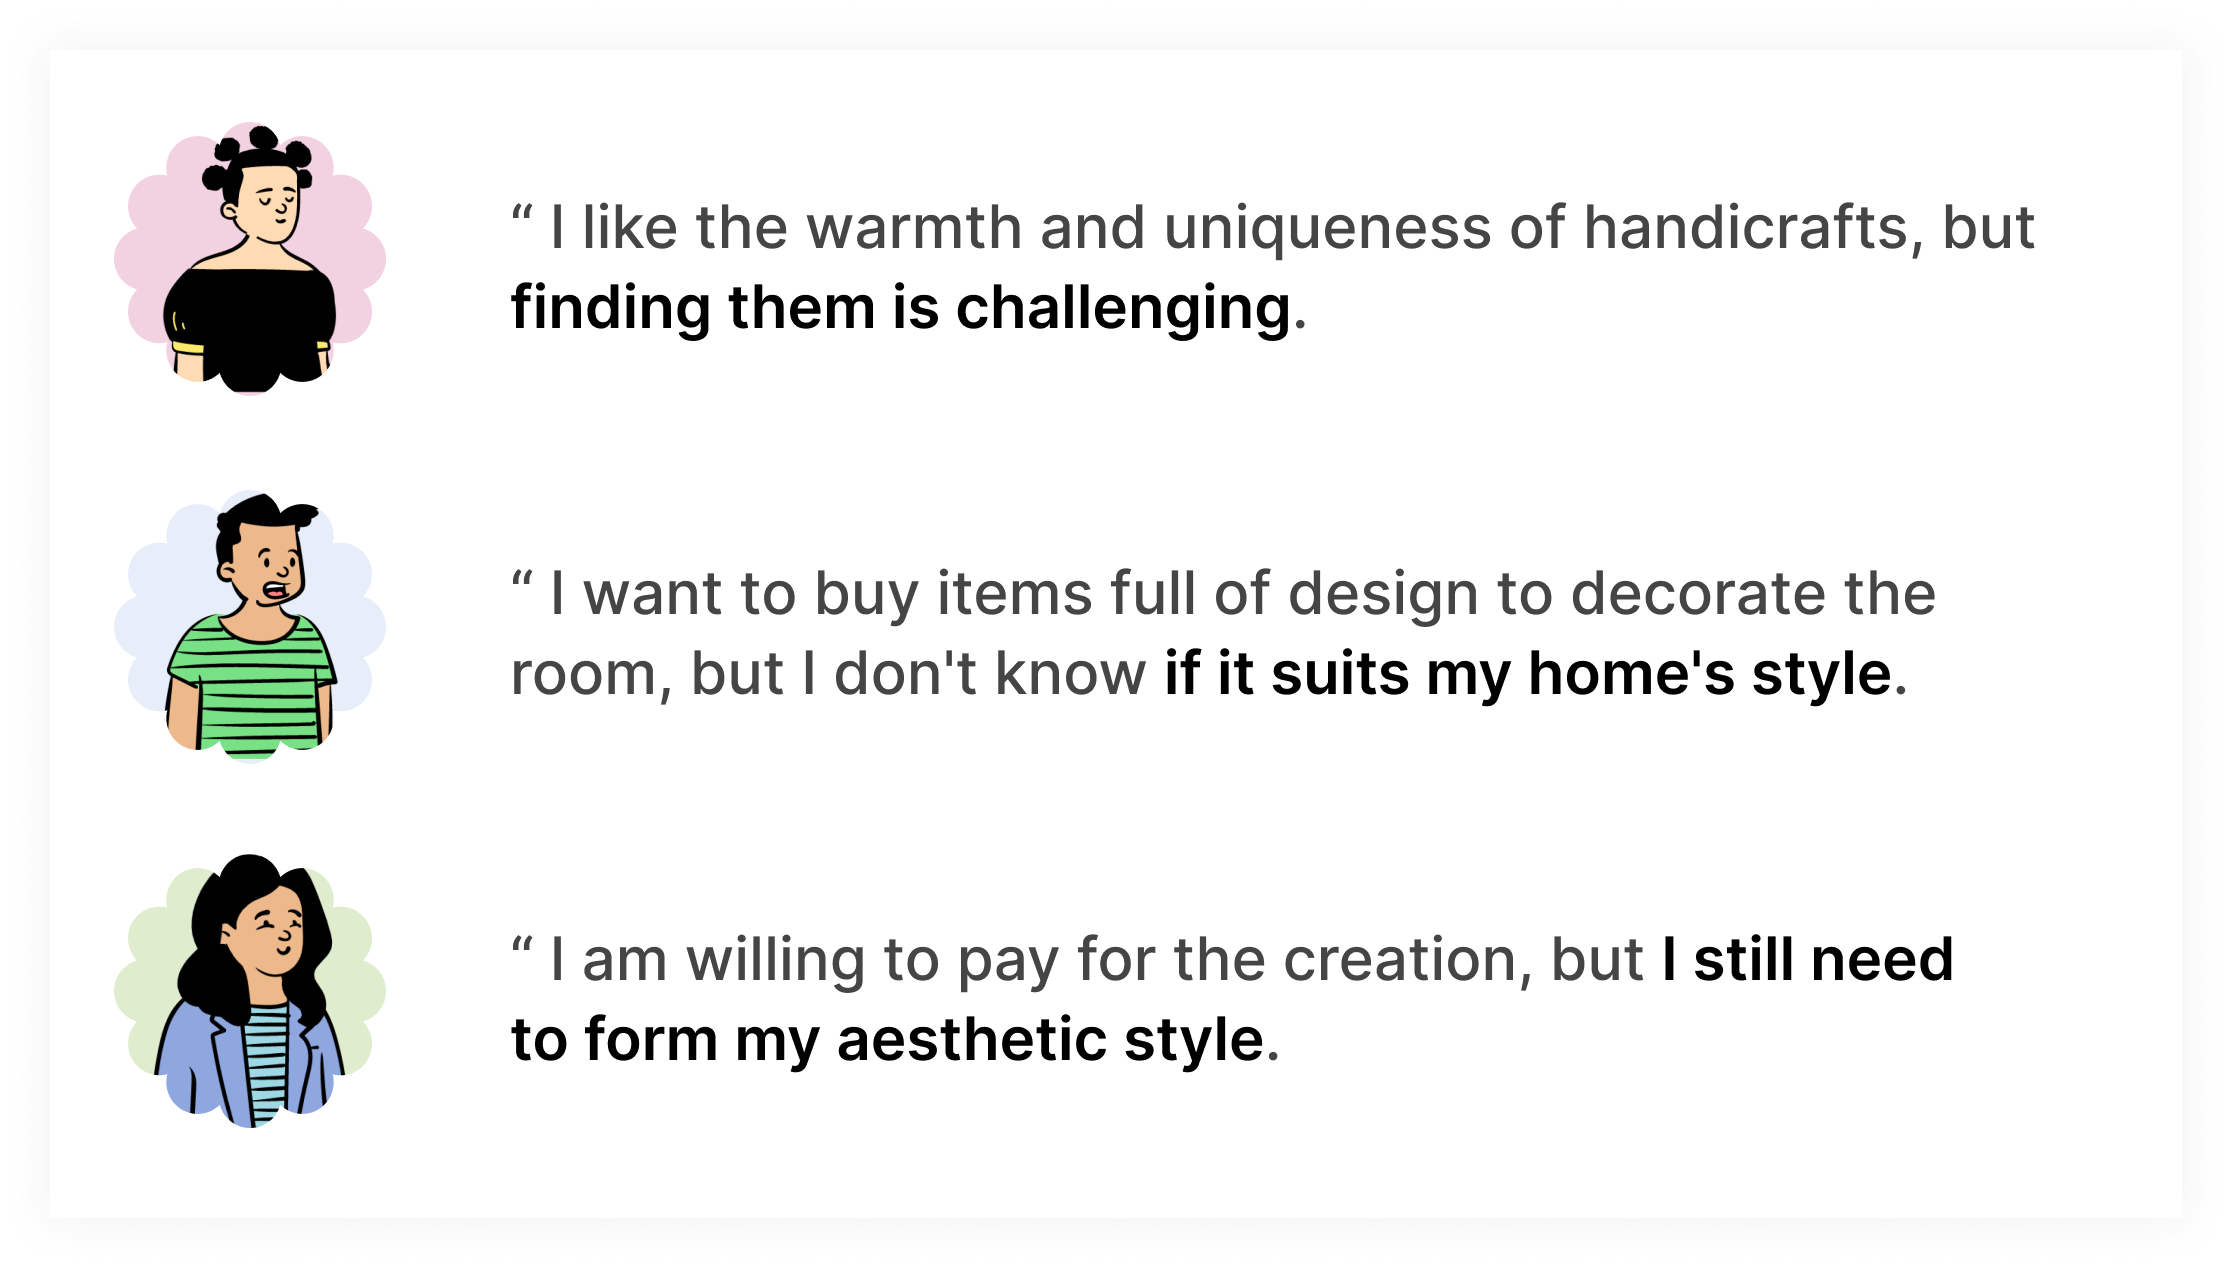 “ I like the warmth and uniqueness of handicrafts, but
finding them is challenging.
“ I want to buy items full of design to decorate the
room, but I don't know if it suits my home's style.
“ I am willing to pay for the creation, but I still need
to form my aesthetic style.